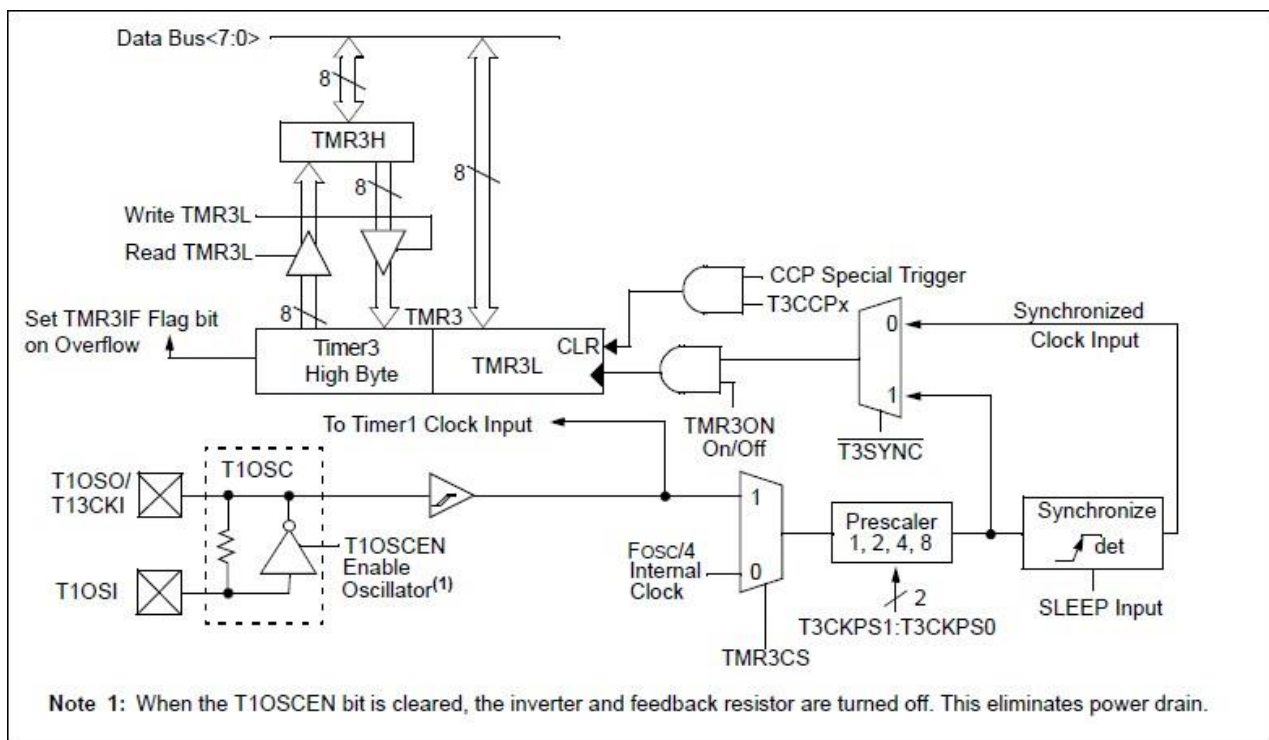 Data Bus<7:0>
8
TMR3H
8
8
Write TMR3L
Read TMR3L
8
CCP Special Trigger
T3CCPx
Set TMR3IF Flag bit
on Overflow
TMR3
Timer3
High Byte
TMR3L
CLR
0
1
Synchronized
Clock Input
TMR3ON
On/Off
T3SYNC
To Timer1 Clock Input
T1OSC
T1OSO/
T13CKI
T1OSI
T1OSCEN
Enable
Oscillator(1)
1
0
FOSC/4
Internal
Clock
Prescaler
1, 2, 4, 8
Synchronize
det
2
T3CKPS1:T3CKPS0
SLEEP Input
TMR3CS
Note 1: When the T1OSCEN bit is cleared, the inverter and feedback resistor are turned off. This eliminates power drain.